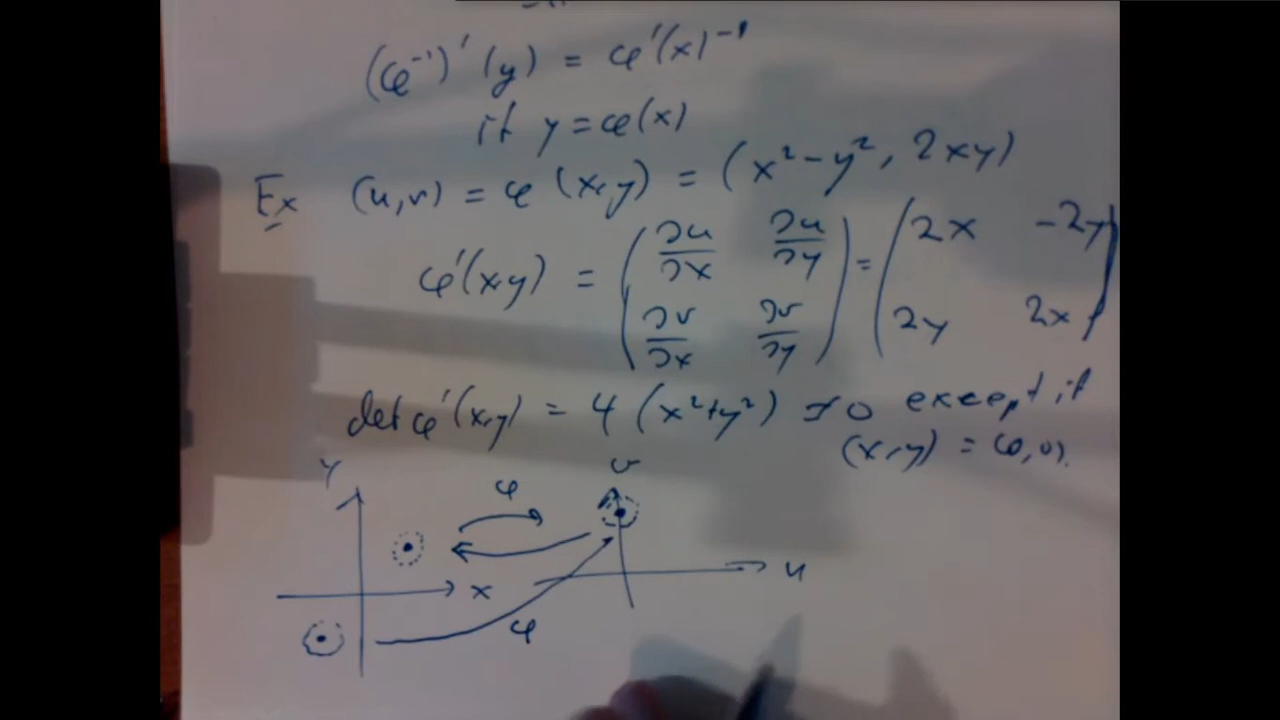 (φ⁻¹)′(y) = φ′(x)⁻¹
if y = φ(x)
Ex (u,v) = φ(x,y) = (x²−y², 2xy)
φ′(x,y) = (∂u/∂x ∂u/∂y ; ∂v/∂x ∂v/∂y) = (2x −2y ; 2y 2x)
det φ′(x,y) = 4(x²+y²) ≠0 except if
(x,y) = (0,0).
y φ v
x u
φ